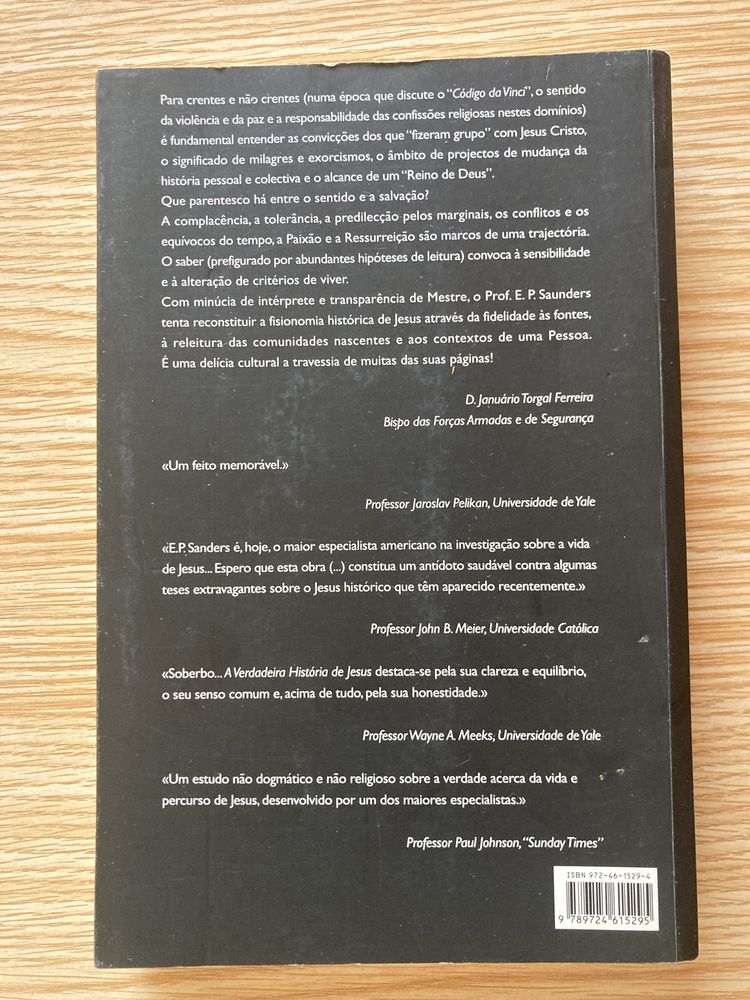 Para crentes e não crentes (numa época que discute o "Código da Vinci", o sentido
da violência e da paz e a responsabilidade das confissões religiosas nestes domínios)
é fundamental entender as convicções dos que "fizeram grupo" com Jesus Cristo,
o significado de milagres e exorcismos, o âmbito de projectos de mudança da
história pessoal e colectiva e o alcance de um "Reino de Deus".
Que parentesco há entre o sentido e a salvação?
A complacência, a tolerância, a predilecção pelos marginais, os conflitos e os
equívocos do tempo, a Paixão e a Ressurreição são marcos de uma trajectória.
O saber (prefigurado por abundantes hipóteses de leitura) convoca à sensibilidade
e à alteração de critérios de viver.
Com minúcia de intérprete e transparência de Mestre, o Prof. E. P. Saunders
tenta reconstituir a fisionomia histórica de Jesus através da fidelidade às fontes,
à releitura das comunidades nascentes e aos contextos de uma Pessoa.
É uma delícia cultural a travessia de muitas das suas páginas!
D. Januário Torgal Ferreira
Bispo das Forças Armadas e de Segurança
«Um feito memorável.»
Professor Jaroslav Pelikan, Universidade de Yale
«E.P. Sanders é, hoje, o maior especialista americano na investigação sobre a vida
de Jesus... Espero que esta obra (...) constitua um antídoto saudável contra algumas
teses extravagantes sobre o Jesus histórico que têm aparecido recentemente.»
Professor John B. Meier, Universidade Católica
«Soberbo... A Verdadeira História de Jesus destaca-se pela sua clareza e equilíbrio,
o seu senso comum e, acima de tudo, pela sua honestidade.»
Professor Wayne A. Meeks, Universidade de Yale
«Um estudo não dogmático e não religioso sobre a verdade acerca da vida e
percurso de Jesus, desenvolvido por um dos maiores especialistas.»
Professor Paul Johnson, "Sunday Times"
ISBN 972-46-1529-4
9 789724 615295